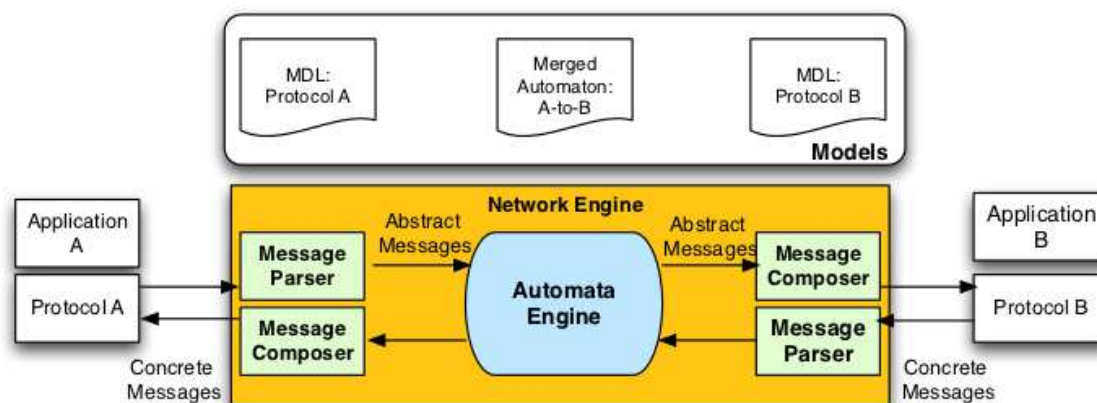 MDL:
Protocol A
Merged
Automaton:
A-to-B
MDL:
Protocol B
Models
Network Engine
Application
A
Protocol A
Abstract
Messages
Abstract
Messages
Message
Parser
Message
Composer
Automata
Engine
Message
Composer
Message
Parser
Application
B
Protocol B
Concrete
Messages
Concrete
Messages